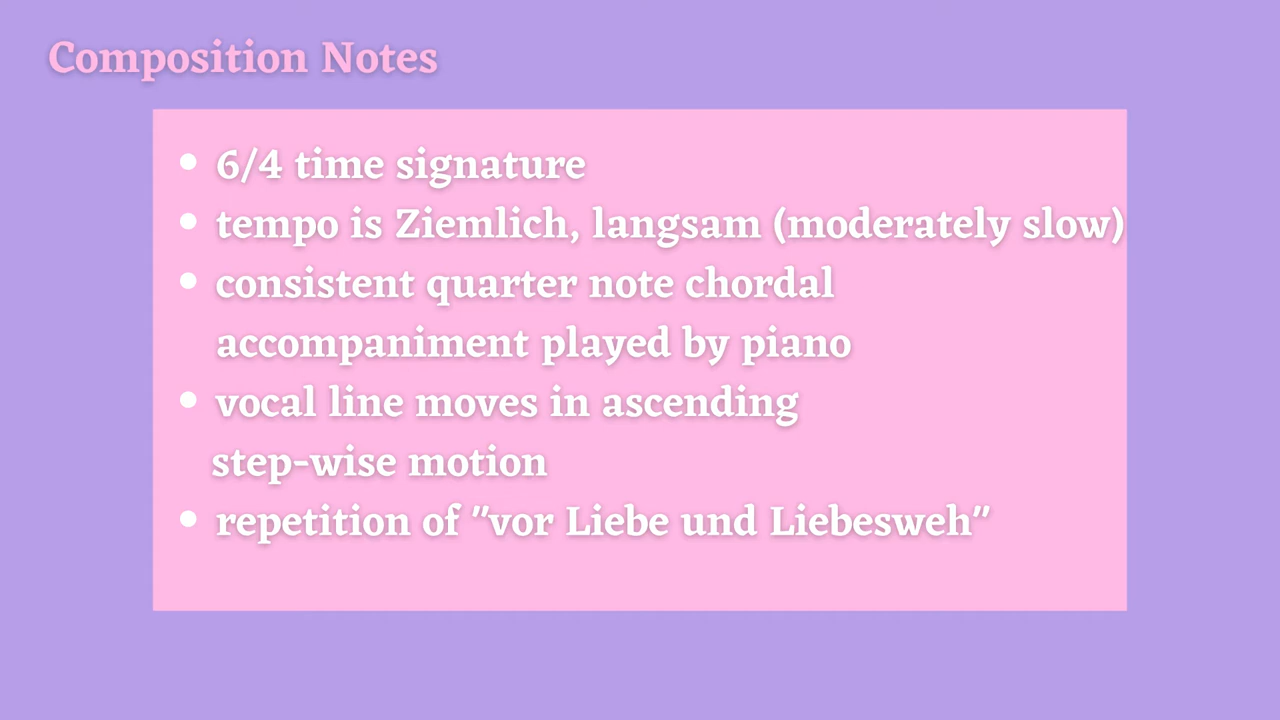 Composition Notes
• 6/4 time signature
• tempo is Ziemlich, langsam (moderately slow)
• consistent quarter note chordal
accompaniment played by piano
• vocal line moves in ascending
step-wise motion
• repetition of "vor Liebe und Liebesweh"